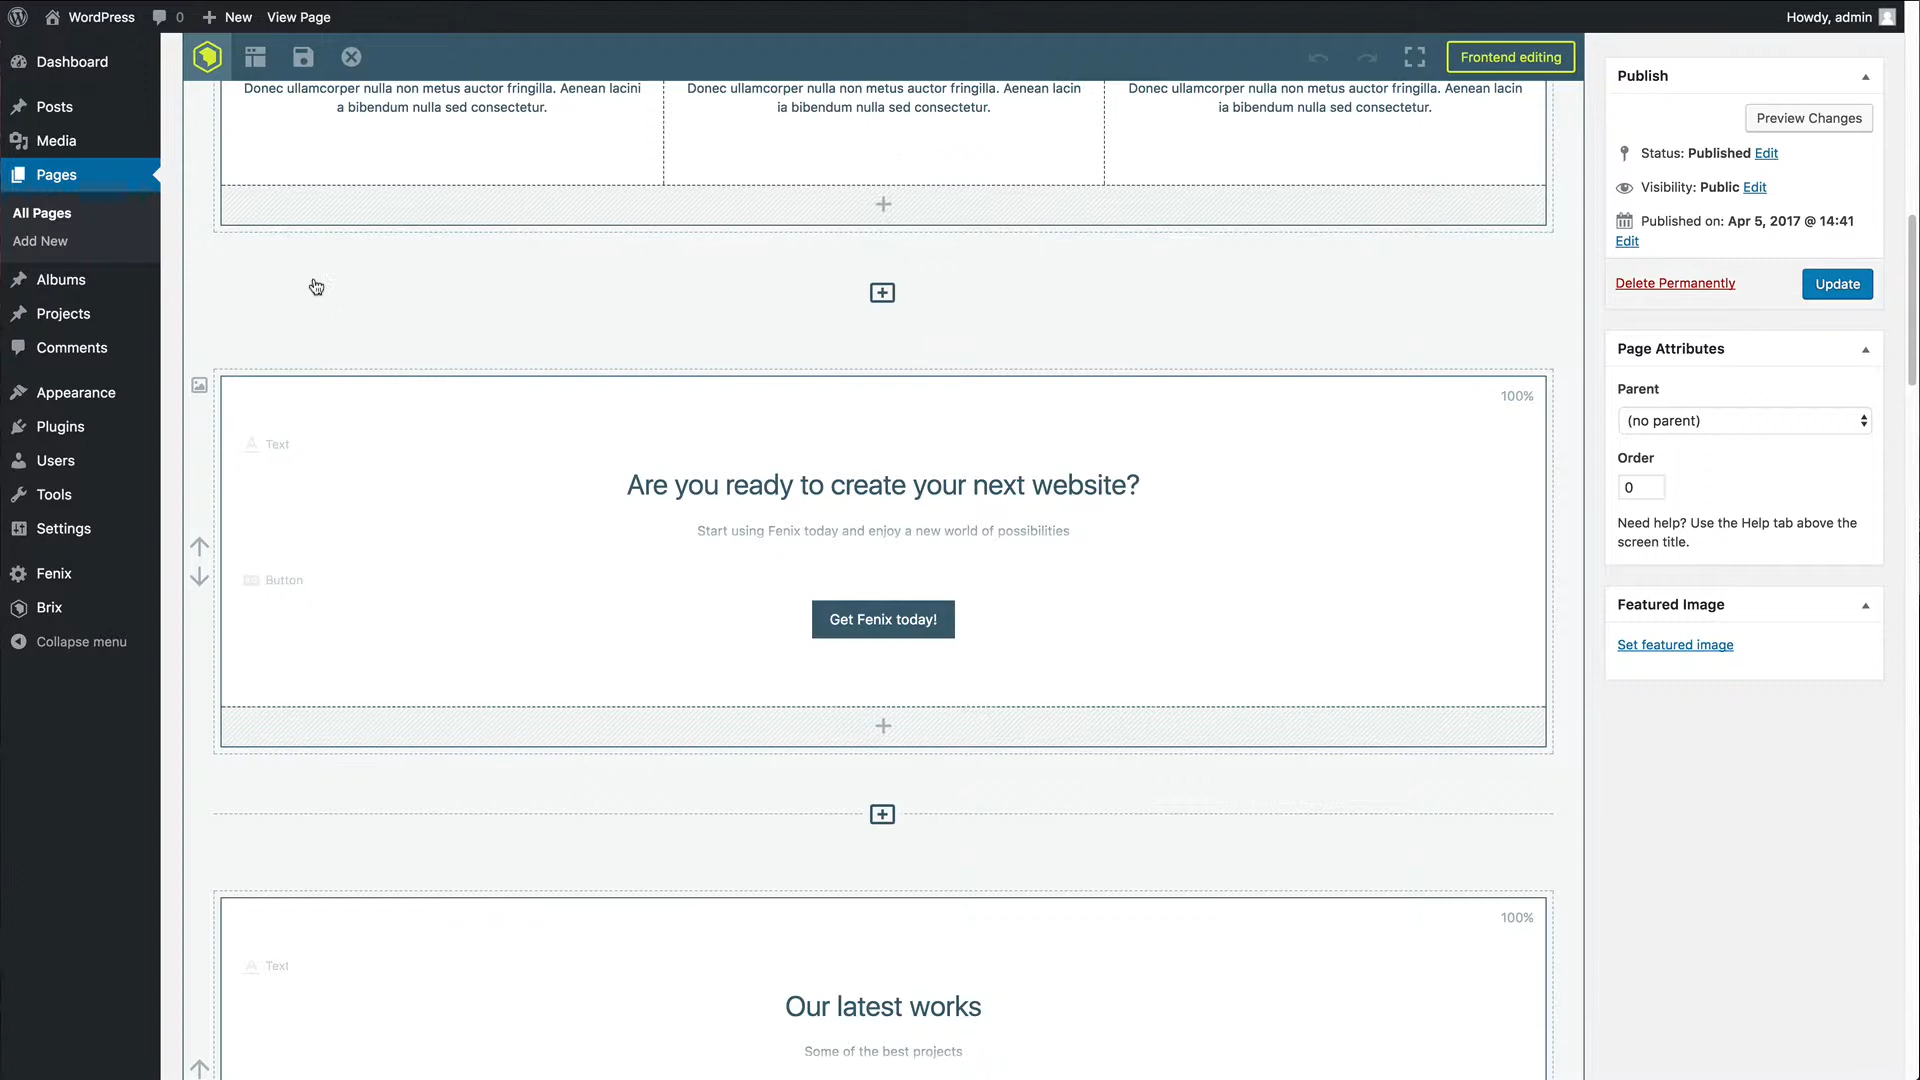 WordPress
0
New
View Page
Howdy, admin
Dashboard
Posts
Media
Pages
All Pages
Add New
Albums
Projects
Comments
Appearance
Plugins
Users
Tools
Settings
Fenix
Brix
Collapse menu
Frontend editing
Donec ullamcorper nulla non metus auctor fringilla. Aenean lacini
a bibendum nulla sed consectetur.
Donec ullamcorper nulla non metus auctor fringilla. Aenean lacin
ia bibendum nulla sed consectetur.
Donec ullamcorper nulla non metus auctor fringilla. Aenean lacin
ia bibendum nulla sed consectetur.
100%
Text
Are you ready to create your next website?
Start using Fenix today and enjoy a new world of possibilities
Button
Get Fenix today!
100%
Text
Our latest works
Some of the best projects
Publish
Preview Changes
Status: Published Edit
Visibility: Public Edit
Published on: Apr 5, 2017 @ 14:41
Edit
Delete Permanently
Update
Page Attributes
Parent
(no parent)
Order
0
Need help? Use the Help tab above the
screen title.
Featured Image
Set featured image